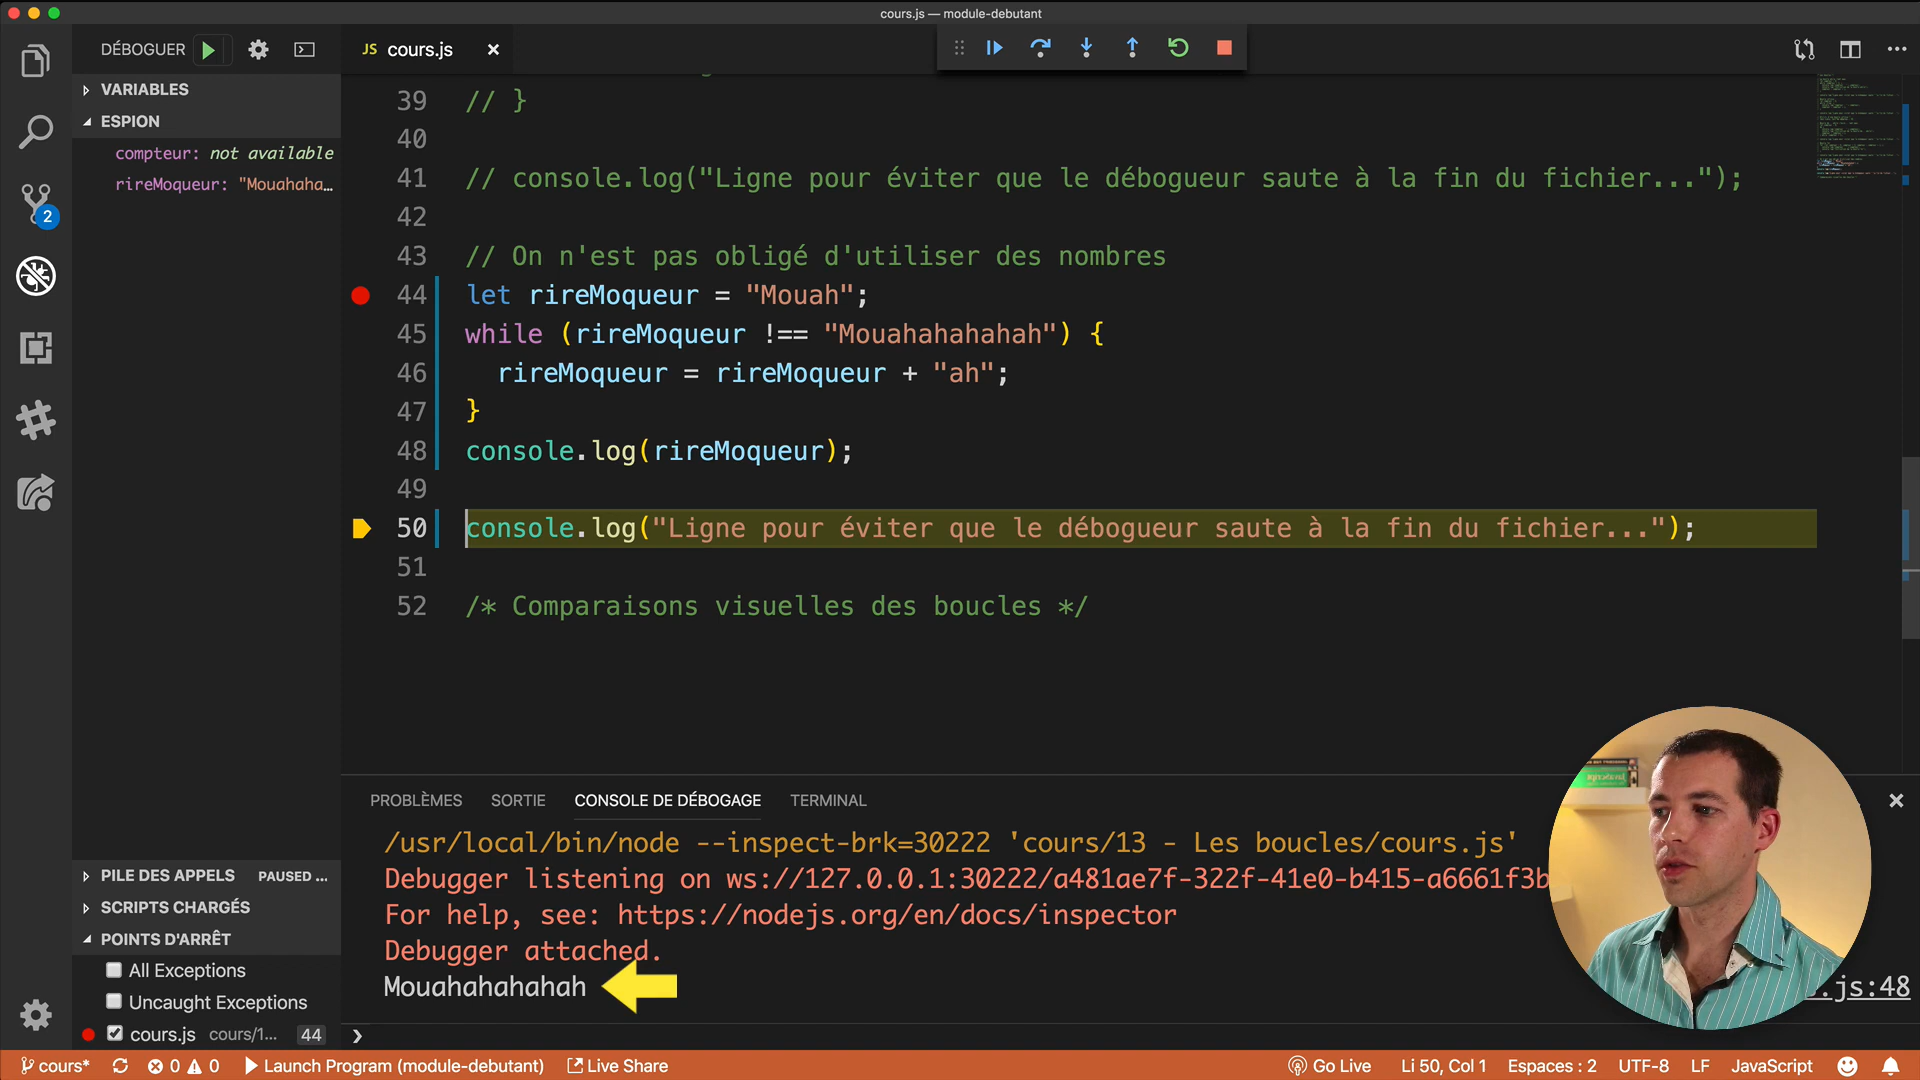 cours.js — module-debutant
DÉBOGUER
JS cours.js
VARIABLES
ESPION
compteur: not available
rireMoqueur: "Mouahaha…
39 // }
40
41 // console.log("Ligne pour éviter que le débogueur saute à la fin du fichier...");
42
43 // On n'est pas obligé d'utiliser des nombres
44 let rireMoqueur = "Mouah";
45 while (rireMoqueur !== "Mouahahahahah") {
46 rireMoqueur = rireMoqueur + "ah";
47 }
48 console.log(rireMoqueur);
49
50 console.log("Ligne pour éviter que le débogueur saute à la fin du fichier...");
51
52 /* Comparaisons visuelles des boucles */
2
PROBLÈMES SORTIE CONSOLE DE DÉBOGAGE TERMINAL
/usr/local/bin/node --inspect-brk=30222 'cours/13 - Les boucles/cours.js'
Debugger listening on ws://127.0.0.1:30222/a481ae7f-322f-41e0-b415-a6661f3b
For help, see: https://nodejs.org/en/docs/inspector
Debugger attached.
Mouahahahahah
.js:48
PILE DES APPELS PAUSED …
SCRIPTS CHARGÉS
POINTS D'ARRÊT
All Exceptions
Uncaught Exceptions
cours.js cours/1... 44
cours* 0 0 Launch Program (module-debutant) Live Share Go Live Li 50, Col 1 Espaces : 2 UTF-8 LF JavaScript